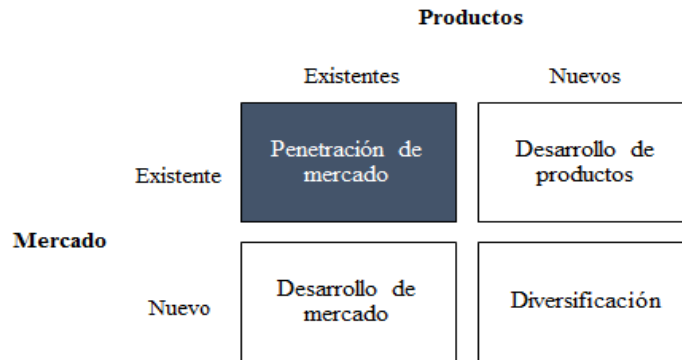 Productos
Existentes Nuevos
Existente
Penetración de
mercado
Desarrollo de
productos
Mercado
Nuevo
Desarrollo de
mercado
Diversificación